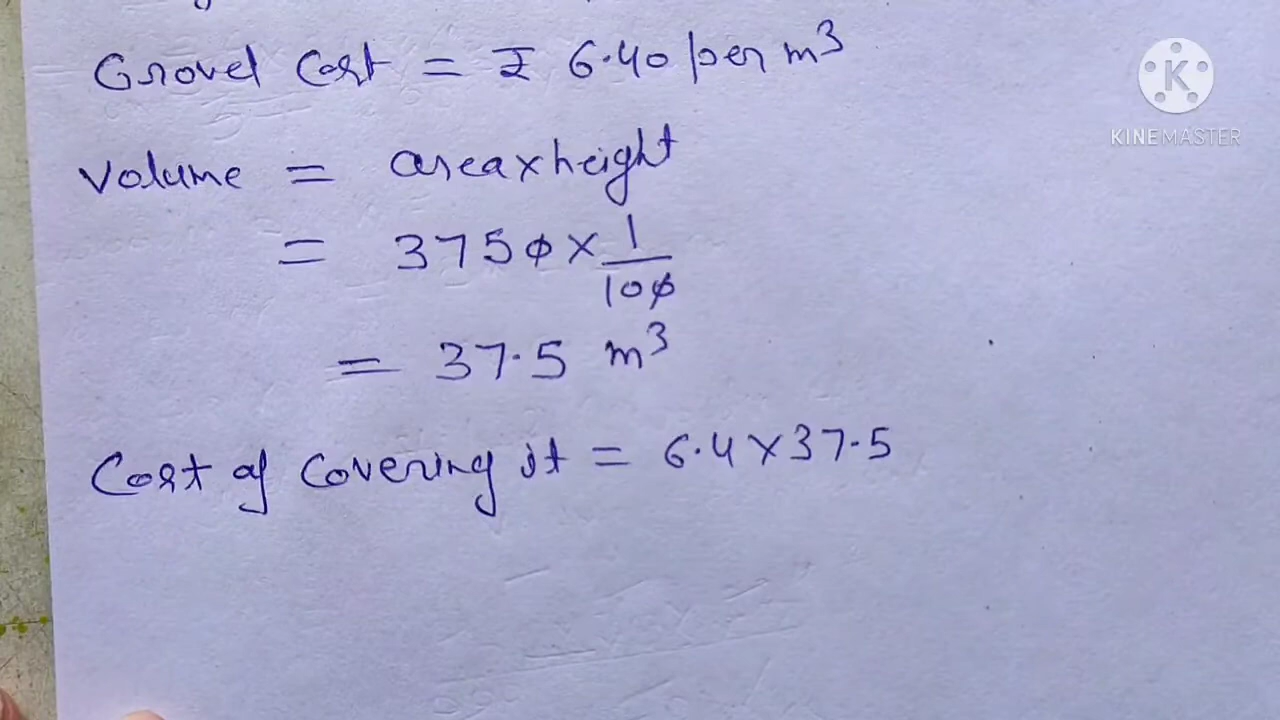 Gravel Cost = ₹ 6.40 per m³
Volume = area x height
= 3750 × 1/100
= 37.5 m³
Cost of Covering it = 6.4 × 37.5
K
KINEMASTER